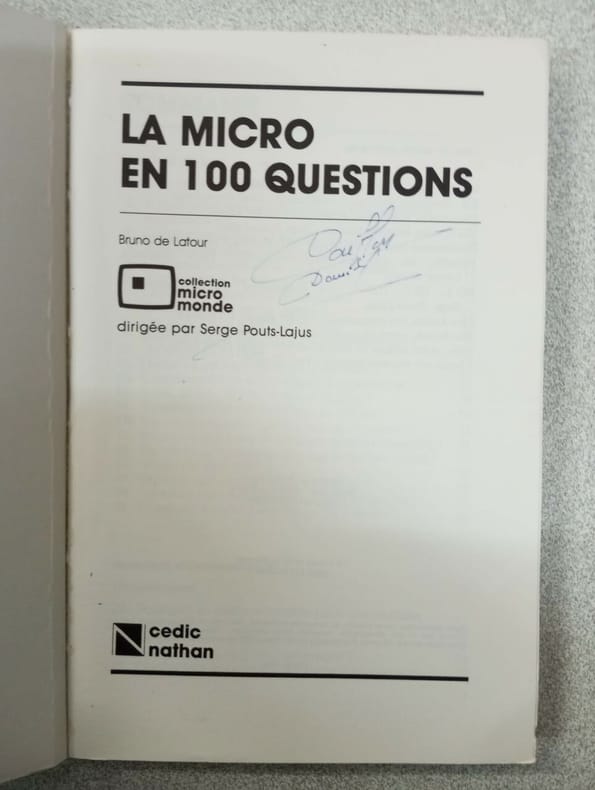 LA MICRO
EN 100 QUESTIONS
Bruno de Latour
collection
micro
monde
dirigée par Serge Pouts-Lajus
cedic
nathan